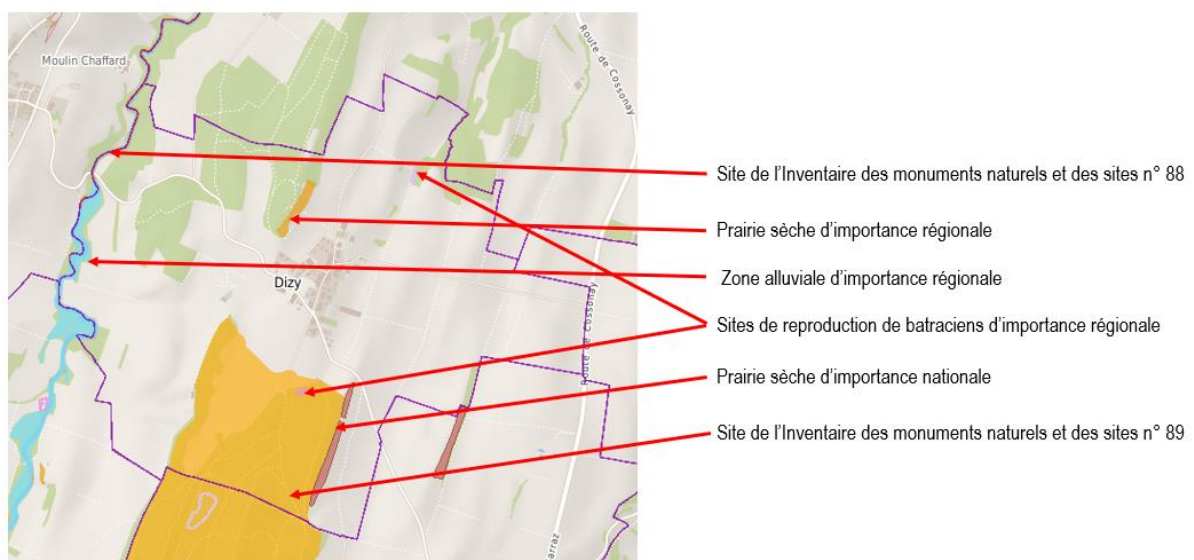 Moulin Chaffard
Route de Cossonay
Dizy
Route de Cossonay
arraz
Site de l'Inventaire des monuments naturels et des sites n° 88
Prairie sèche d'importance régionale
Zone alluviale d'importance régionale
Sites de reproduction de batraciens d'importance régionale
Prairie sèche d'importance nationale
Site de l'Inventaire des monuments naturels et des sites n° 89